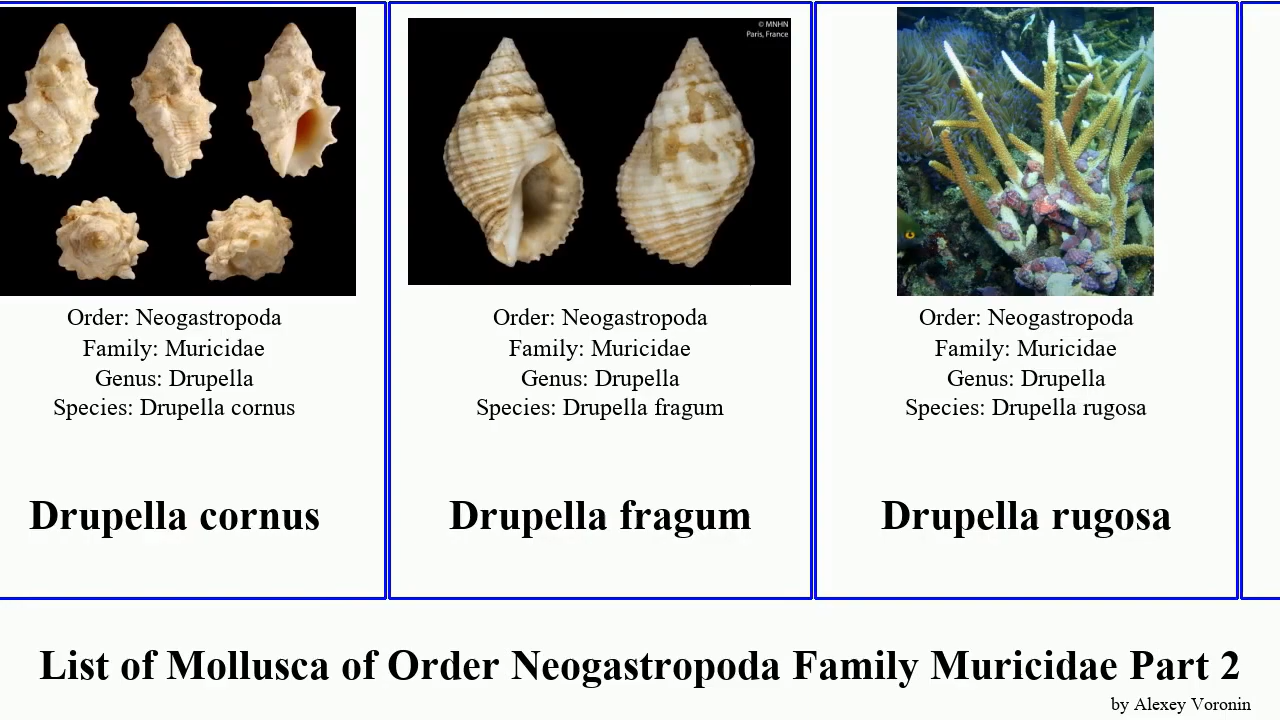 © MNHN
Paris, France
Order: Neogastropoda
Family: Muricidae
Genus: Drupella
Species: Drupella cornus
Drupella cornus
Order: Neogastropoda
Family: Muricidae
Genus: Drupella
Species: Drupella fragum
Drupella fragum
Order: Neogastropoda
Family: Muricidae
Genus: Drupella
Species: Drupella rugosa
Drupella rugosa
List of Mollusca of Order Neogastropoda Family Muricidae Part 2
by Alexey Voronin